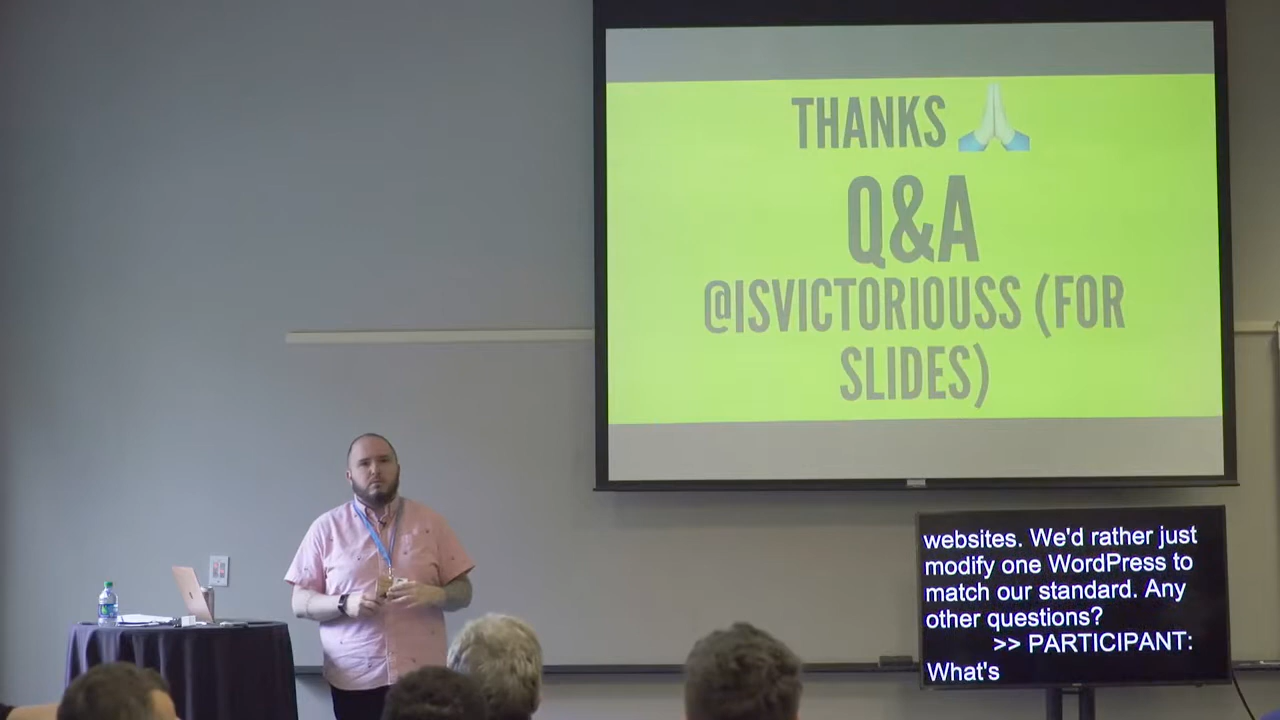 THANKS 🙏
Q&A
@ISVICTORIOUSS (FOR
SLIDES)
websites. We'd rather just
modify one WordPress to
match our standard. Any
other questions?
>> PARTICIPANT:
What's